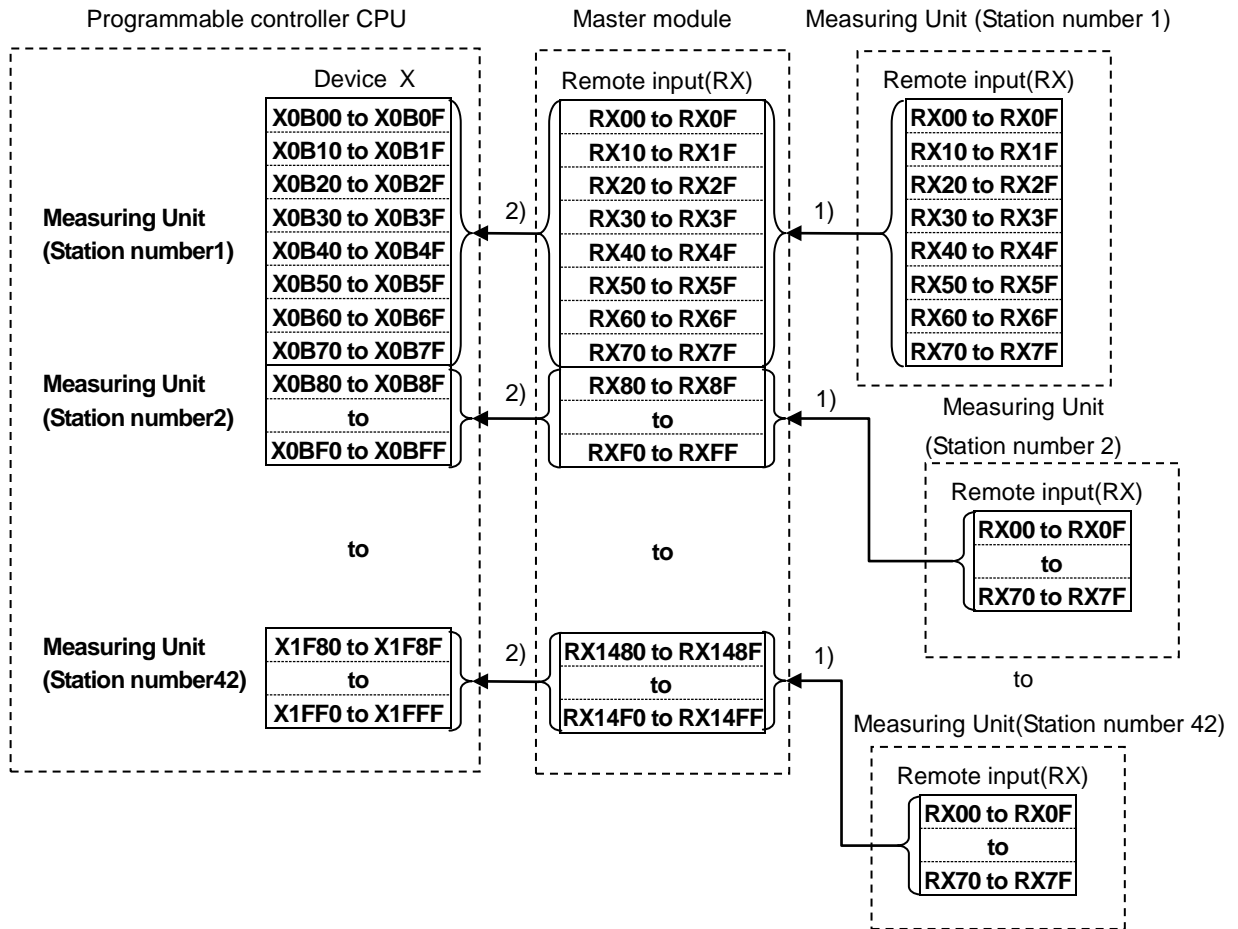 Programmable controller CPU
Master module
Measuring Unit (Station number 1)
Device X
Remote input(RX)
Remote input(RX)
X0B00 to X0B0F
X0B10 to X0B1F
X0B20 to X0B2F
X0B30 to X0B3F
X0B40 to X0B4F
X0B50 to X0B5F
X0B60 to X0B6F
X0B70 to X0B7F
X0B80 to X0B8F
to
X0BF0 to X0BFF
Measuring Unit
(Station number1)
Measuring Unit
(Station number2)
2)
2)
RX00 to RX0F
RX10 to RX1F
RX20 to RX2F
RX30 to RX3F
RX40 to RX4F
RX50 to RX5F
RX60 to RX6F
RX70 to RX7F
RX80 to RX8F
to
RXF0 to RXFF
1)
1)
RX00 to RX0F
RX10 to RX1F
RX20 to RX2F
RX30 to RX3F
RX40 to RX4F
RX50 to RX5F
RX60 to RX6F
RX70 to RX7F
Measuring Unit
(Station number 2)
Remote input(RX)
RX00 to RX0F
to
RX70 to RX7F
to
to
to
Measuring Unit
(Station number42)
X1F80 to X1F8F
to
X1FF0 to X1FFF
2)
RX1480 to RX148F
to
RX14F0 to RX14FF
1)
Measuring Unit(Station number 42)
Remote input(RX)
RX00 to RX0F
to
RX70 to RX7F